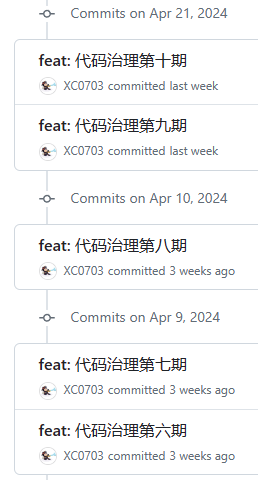 Commits on Apr 21, 2024
feat: 代码治理第十期
XC0703 committed last week
feat: 代码治理第九期
XC0703 committed last week
Commits on Apr 10, 2024
feat: 代码治理第八期
XC0703 committed 3 weeks ago
Commits on Apr 9, 2024
feat: 代码治理第七期
XC0703 committed 3 weeks ago
feat: 代码治理第六期
XC0703 committed 3 weeks ago